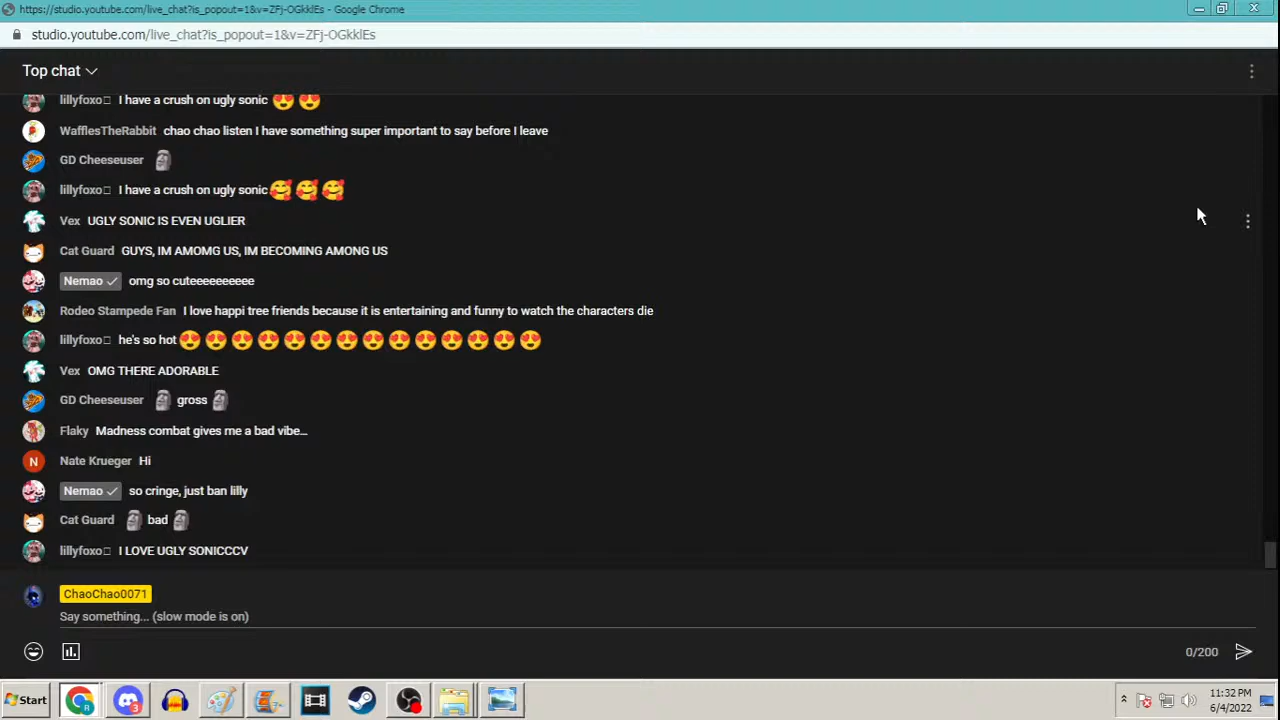 https://studio.youtube.com/live_chat?is_popout=1&v=ZFj-OGkklEs - Google Chrome
studio.youtube.com/live_chat?is_popout=1&v=ZFj-OGkklEs
Top chat
lillyfoxo I have a crush on ugly sonic
WafflesTheRabbit chao chao listen I have something super important to say before I leave
GD Cheeseuser
lillyfoxo I have a crush on ugly sonic
Vex UGLY SONIC IS EVEN UGLIER
Cat Guard GUYS, IM AMOMG US, IM BECOMING AMONG US
Nemao omg so cuteeeeeeeeee
Rodeo Stampede Fan I love happi tree friends because it is entertaining and funny to watch the characters die
lillyfoxo he's so hot
Vex OMG THERE ADORABLE
GD Cheeseuser gross
Flaky Madness combat gives me a bad vibe...
N Nate Krueger Hi
Nemao so cringe, just ban lilly
Cat Guard bad
lillyfoxo I LOVE UGLY SONICCCV
ChaoChao0071
Say something... (slow mode is on)
0/200
Start
R
3
11:32 PM
6/4/2022